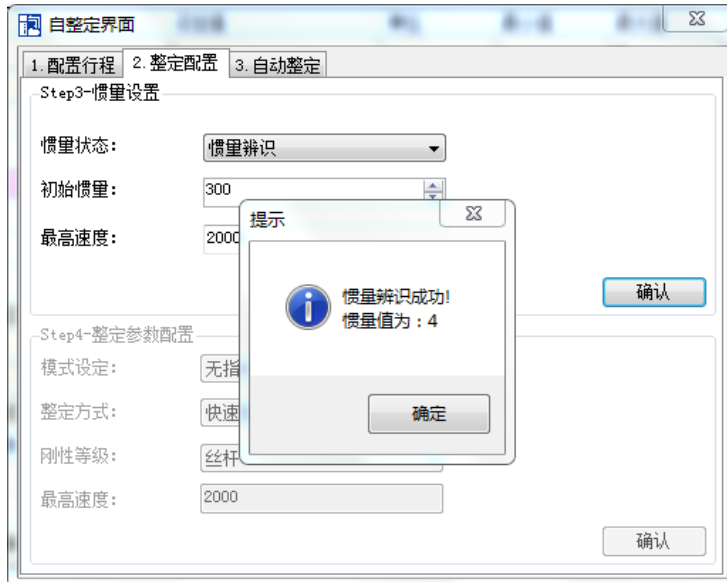 自整定界面
1.配置行程 2.整定配置 3.自动整定
Step3-惯量设置
惯量状态: 惯量辨识
初始惯量: 300
最高速度: 2000
确认
提示
惯量辨识成功!
惯量值为：4
确定
Step4-整定参数配置
模式设定: 无指
整定方式: 快速
刚性等级: 丝杆
最高速度: 2000
确认